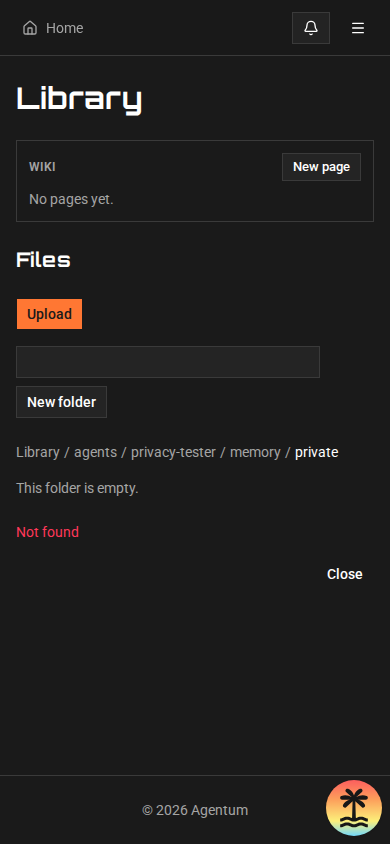 Home
Library
WIKI
New page
No pages yet.
Files
Upload
New folder
Library / agents / privacy-tester / memory / private
This folder is empty.
Not found
Close
© 2026 Agentum